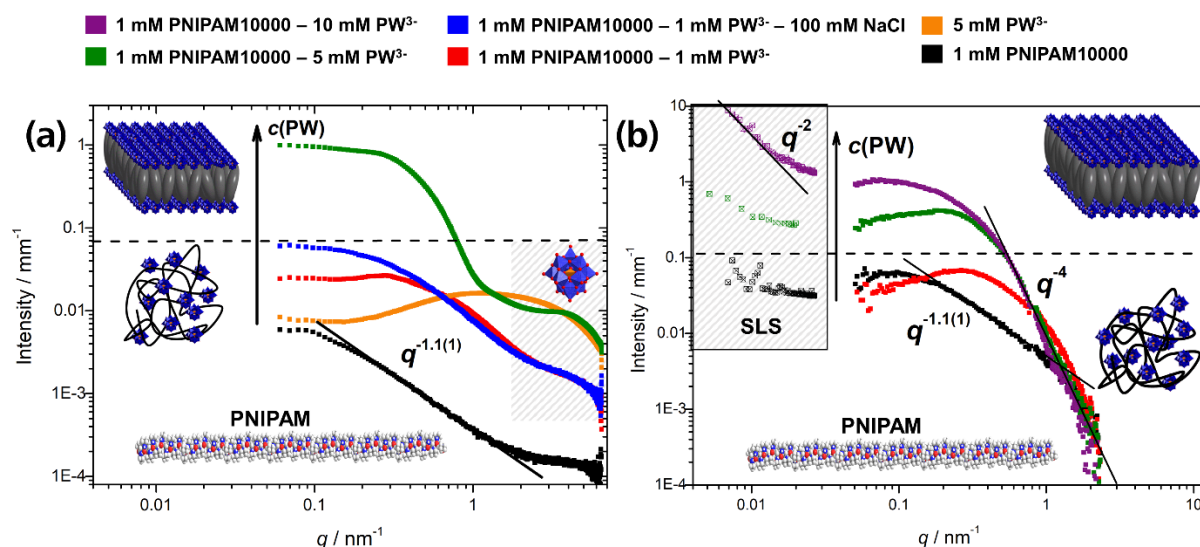 1 mM PNIPAM10000 – 10 mM PW³⁻
1 mM PNIPAM10000 – 1 mM PW³⁻ – 100 mM NaCl
5 mM PW³⁻
1 mM PNIPAM10000 – 5 mM PW³⁻
1 mM PNIPAM10000 – 1 mM PW³⁻
1 mM PNIPAM10000
(a)
c(PW)
1
0.1
0.01
1E-3
1E-4
Intensity / mm⁻¹
q⁻¹·¹⁽¹⁾
PNIPAM
0.01
0.1
1
q / nm⁻¹
(b)
10
1
0.1
0.01
1E-3
1E-4
Intensity / mm⁻¹
q⁻²
SLS
c(PW)
q⁻⁴
q⁻¹·¹⁽¹⁾
PNIPAM
0.01
0.1
1
10
q / nm⁻¹